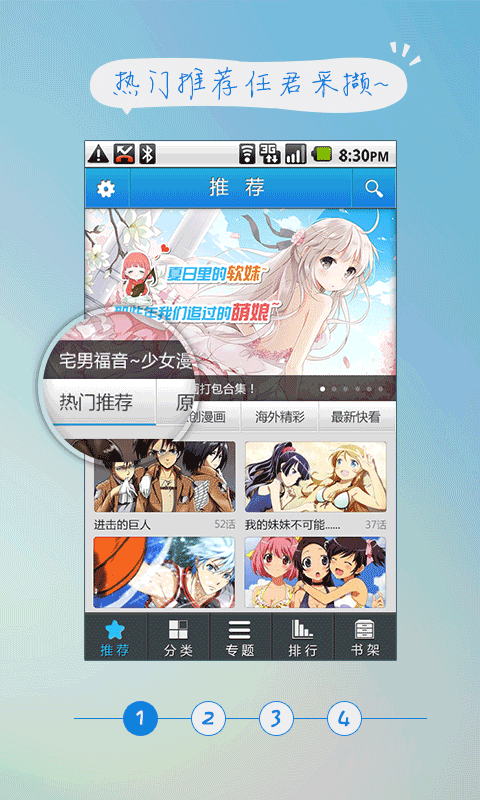 热门推荐任君采撷~
8:30PM
推 荐
夏日里的软妹~
我们追过的萌娘~
宅男福音~少女漫
打包合集！
热门推荐
原
创漫画
海外精彩
最新快看
进击的巨人 52话
我的妹妹不可能...... 37话
推荐 分类 专题 排行 书架
1 2 3 4